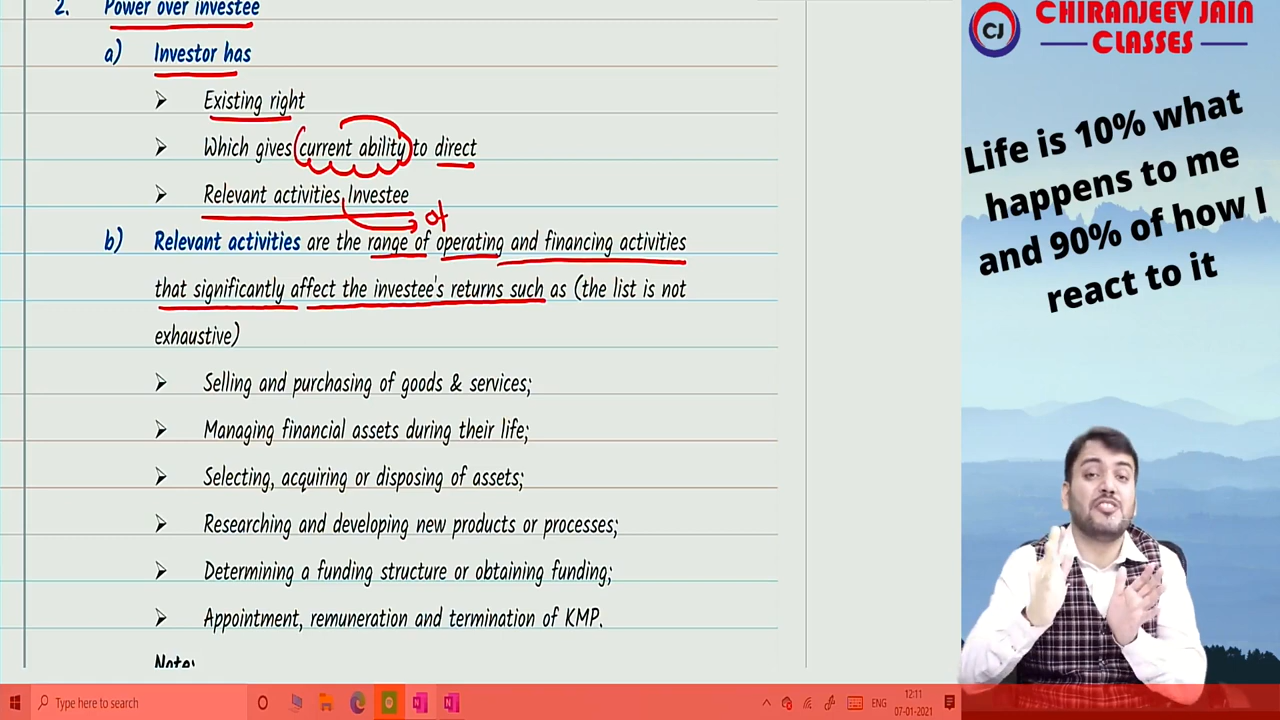 2. Power over investee
a) Investor has
➢ Existing right
➢ Which gives current ability to direct
➢ Relevant activities Investee
of
b) Relevant activities are the range of operating and financing activities
that significantly affect the investee's returns such as (the list is not
exhaustive)
➢ Selling and purchasing of goods & services;
➢ Managing financial assets during their life;
➢ Selecting, acquiring or disposing of assets;
➢ Researching and developing new products or processes;
➢ Determining a funding structure or obtaining funding;
➢ Appointment, remuneration and termination of KMP.
Note:
CJ
CHIRANJEEV JAIN
CLASSES
Life is 10% what
happens to me
and 90% of how I
react to it
Type here to search
ENG
12:11
07-01-2021